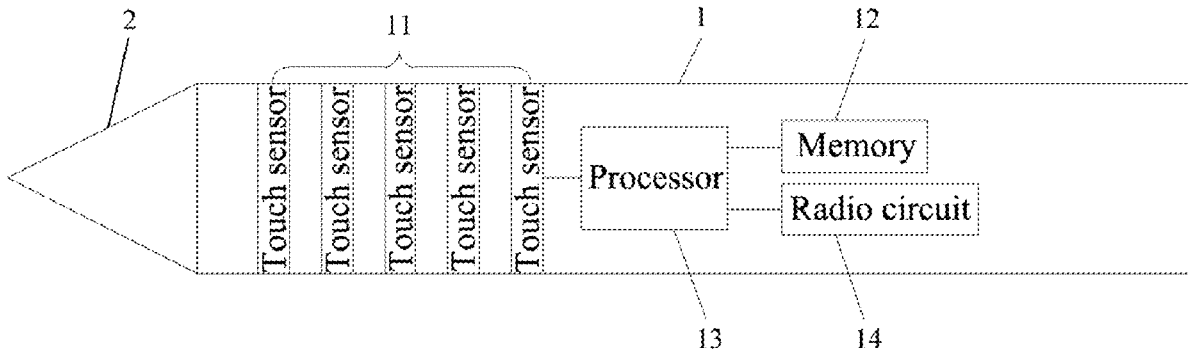 2
11
1
12
Touch sensor
Touch sensor
Touch sensor
Touch sensor
Touch sensor
Processor
Memory
Radio circuit
13
14